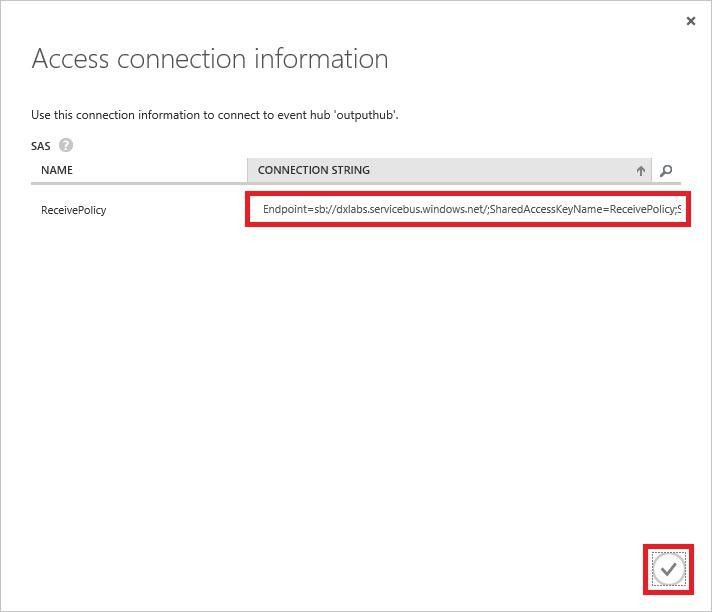 Access connection information
Use this connection information to connect to event hub 'outputhub'.
SAS ?
NAME CONNECTION STRING
ReceivePolicy Endpoint=sb://dxlabs.servicebus.windows.net/;SharedAccessKeyName=ReceivePolicy;S